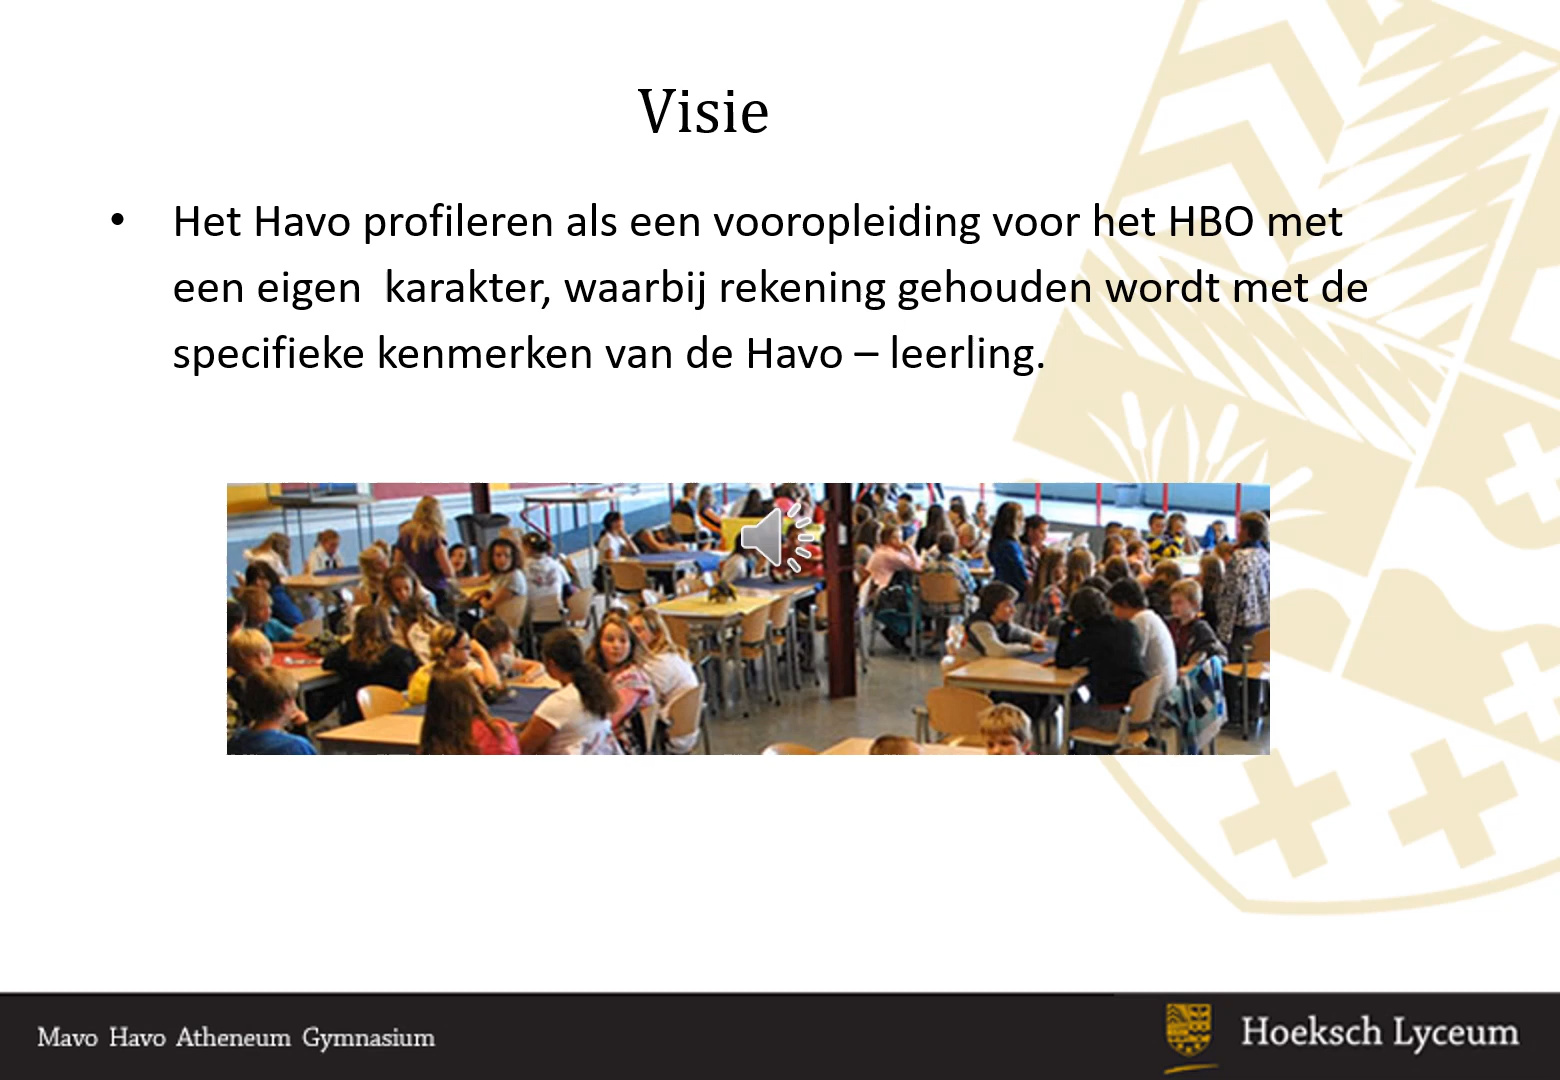 Visie
• Het Havo profileren als een vooropleiding voor het HBO met
een eigen  karakter, waarbij rekening gehouden wordt met de
specifieke kenmerken van de Havo – leerling.
Mavo Havo Atheneum Gymnasium
Hoeksch Lyceum